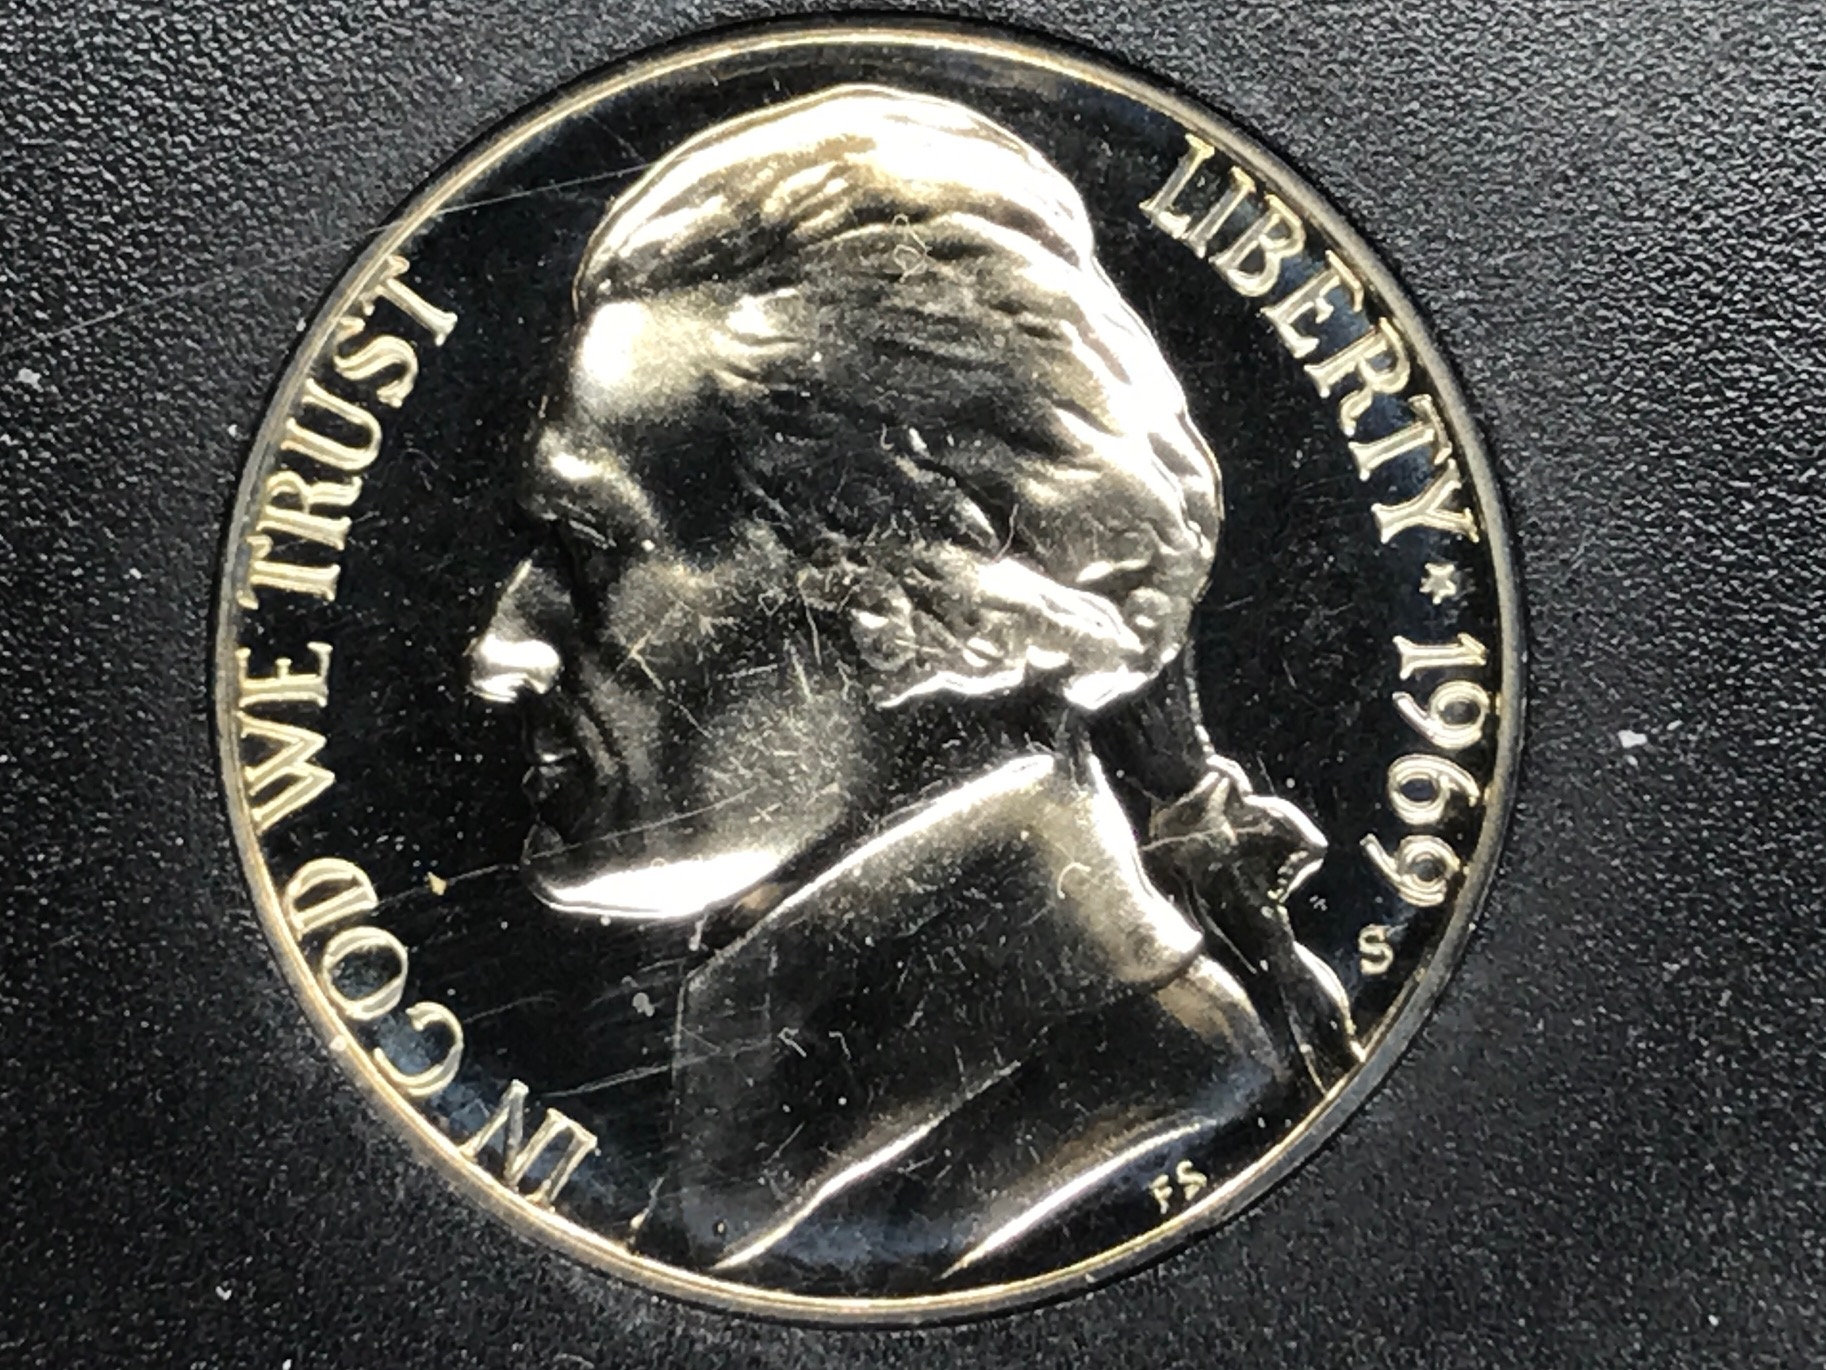 IN GOD WE TRUST
LIBERTY ★ 1969
S
FS